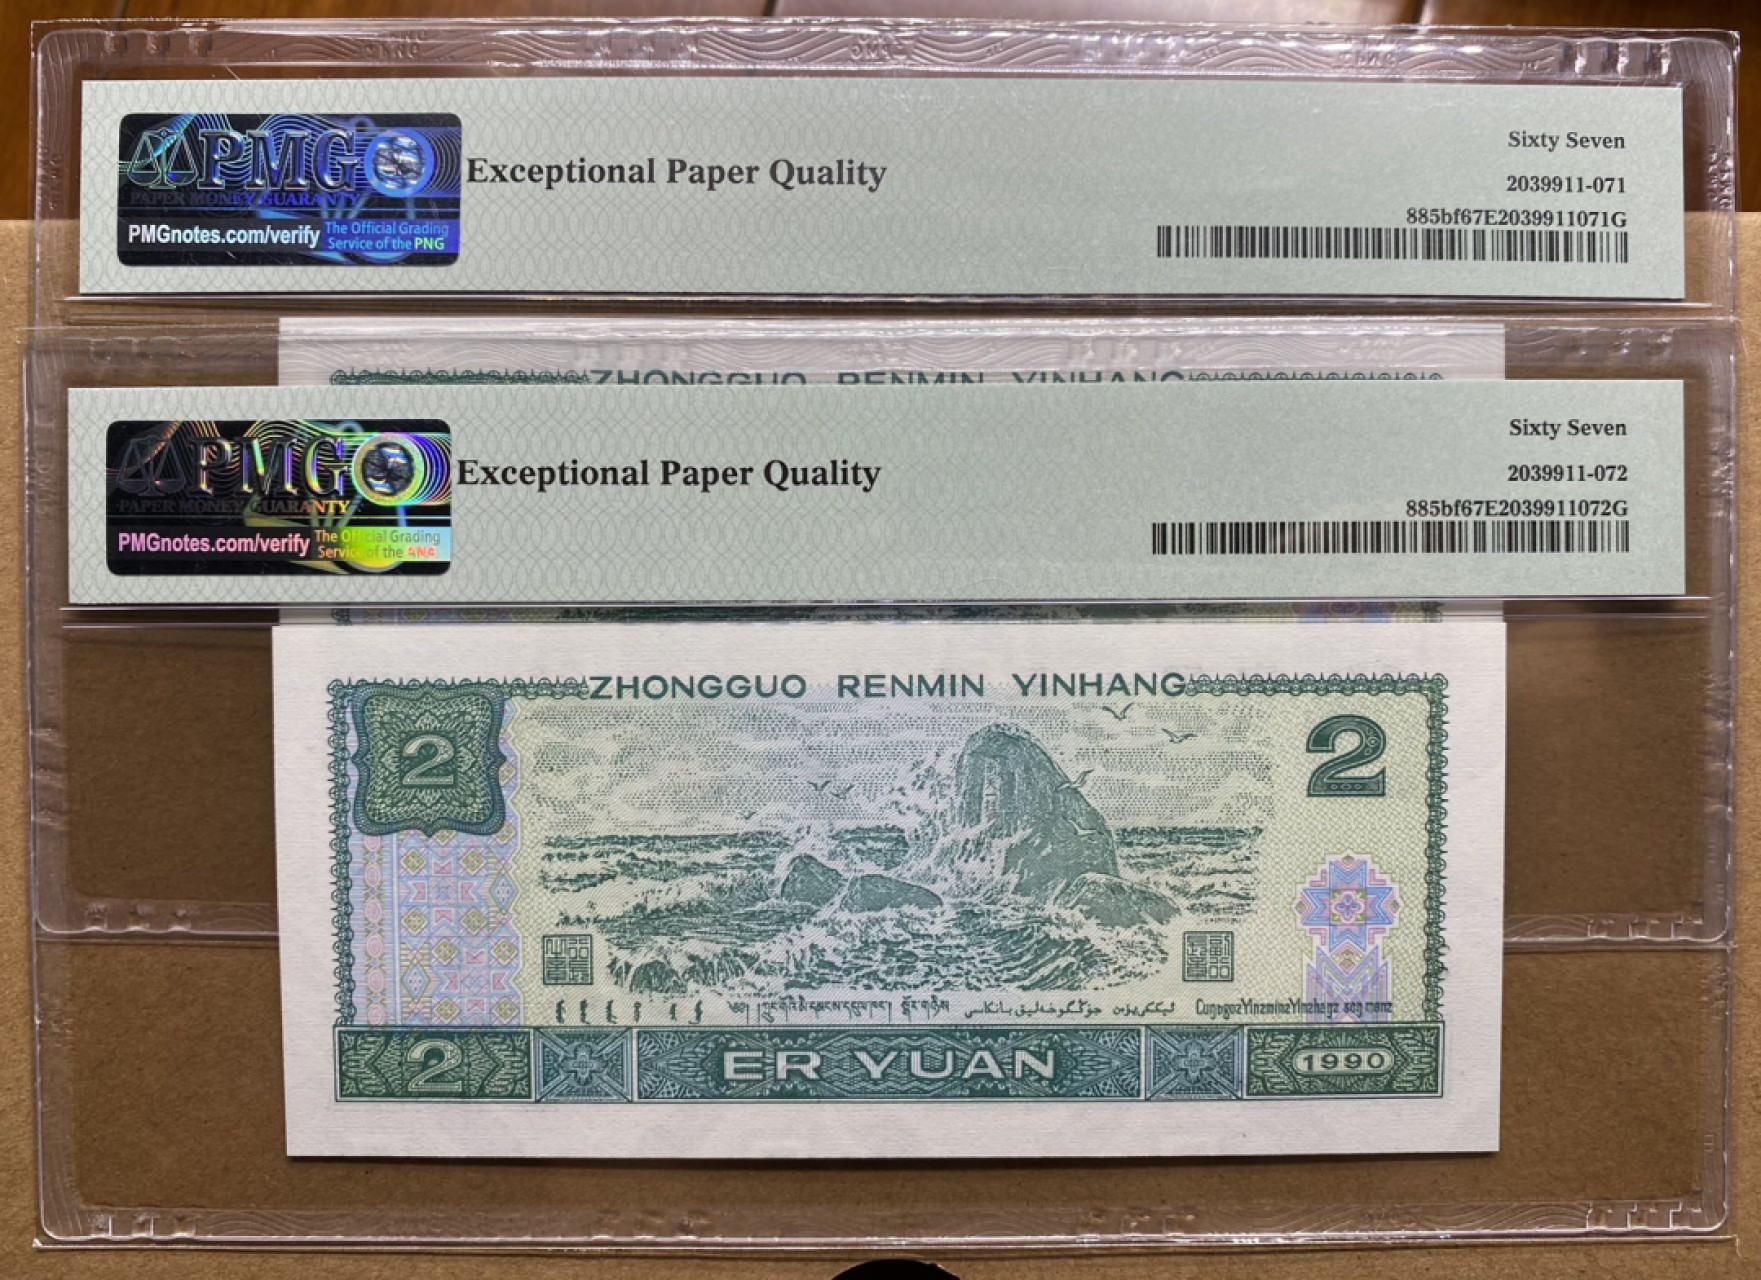 PMG
PAPER MONEY GUARANTY
PMGnotes.com/verify
The Official Grading
Service of the PNG
Exceptional Paper Quality
Sixty Seven
2039911-071
885bf67E2039911071G
ZHONGGUO RENMIN YINHANG
PMG
PAPER MONEY GUARANTY
PMGnotes.com/verify
The Official Grading
Service of the ANA
Exceptional Paper Quality
Sixty Seven
2039911-072
885bf67E2039911072G
ZHONGGUO RENMIN YINHANG
2
2
2
ER YUAN
1990